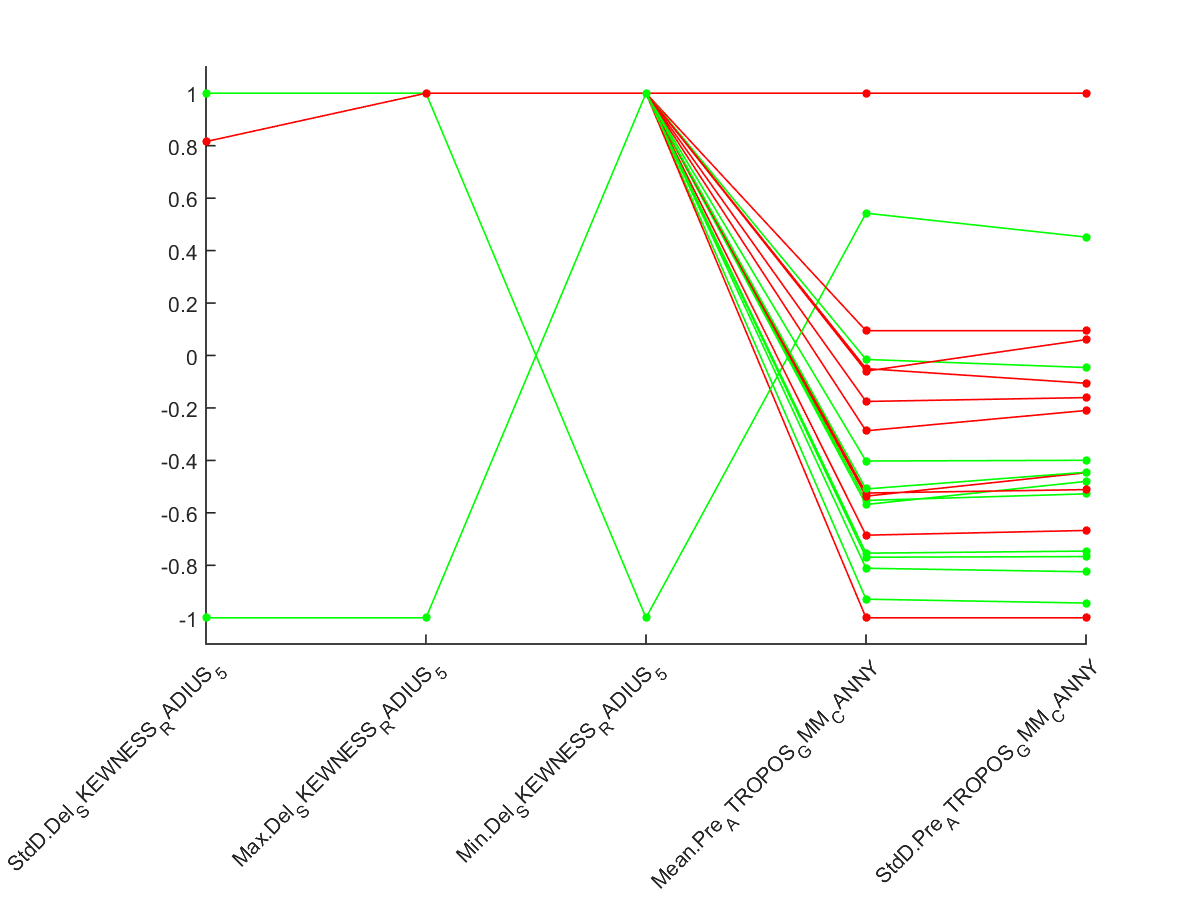 1
0.8
0.6
0.4
0.2
0
-0.2
-0.4
-0.6
-0.8
-1
StdD.Del_SKEWNESS_RADIUS_5
Max.Del_SKEWNESS_RADIUS_5
Min.Del_SKEWNESS_RADIUS_5
Mean.Pre_ATROPOS_GMM_CANNY
StdD.Pre_ATROPOS_GMM_CANNY